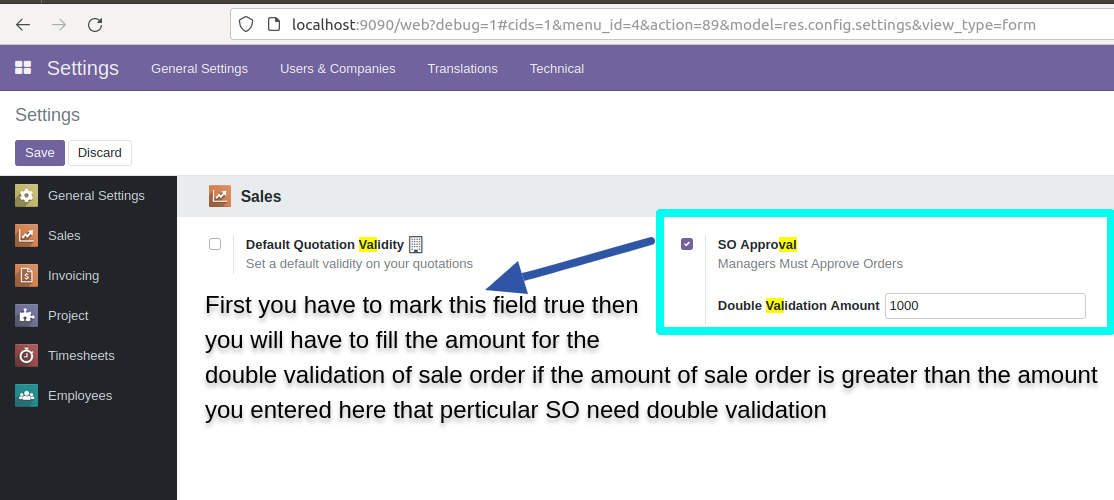 localhost:9090/web?debug=1#cids=1&menu_id=4&action=89&model=res.config.settings&view_type=form
Settings General Settings Users & Companies Translations Technical
Settings
Save Discard
General Settings
Sales
Invoicing
Project
Timesheets
Employees
Sales
Default Quotation Validity
Set a default validity on your quotations
SO Approval
Managers Must Approve Orders
Double Validation Amount 1000
First you have to mark this field true then
you will have to fill the amount for the
double validation of sale order if the amount of sale order is greater than the amount
you entered here that perticular SO need double validation